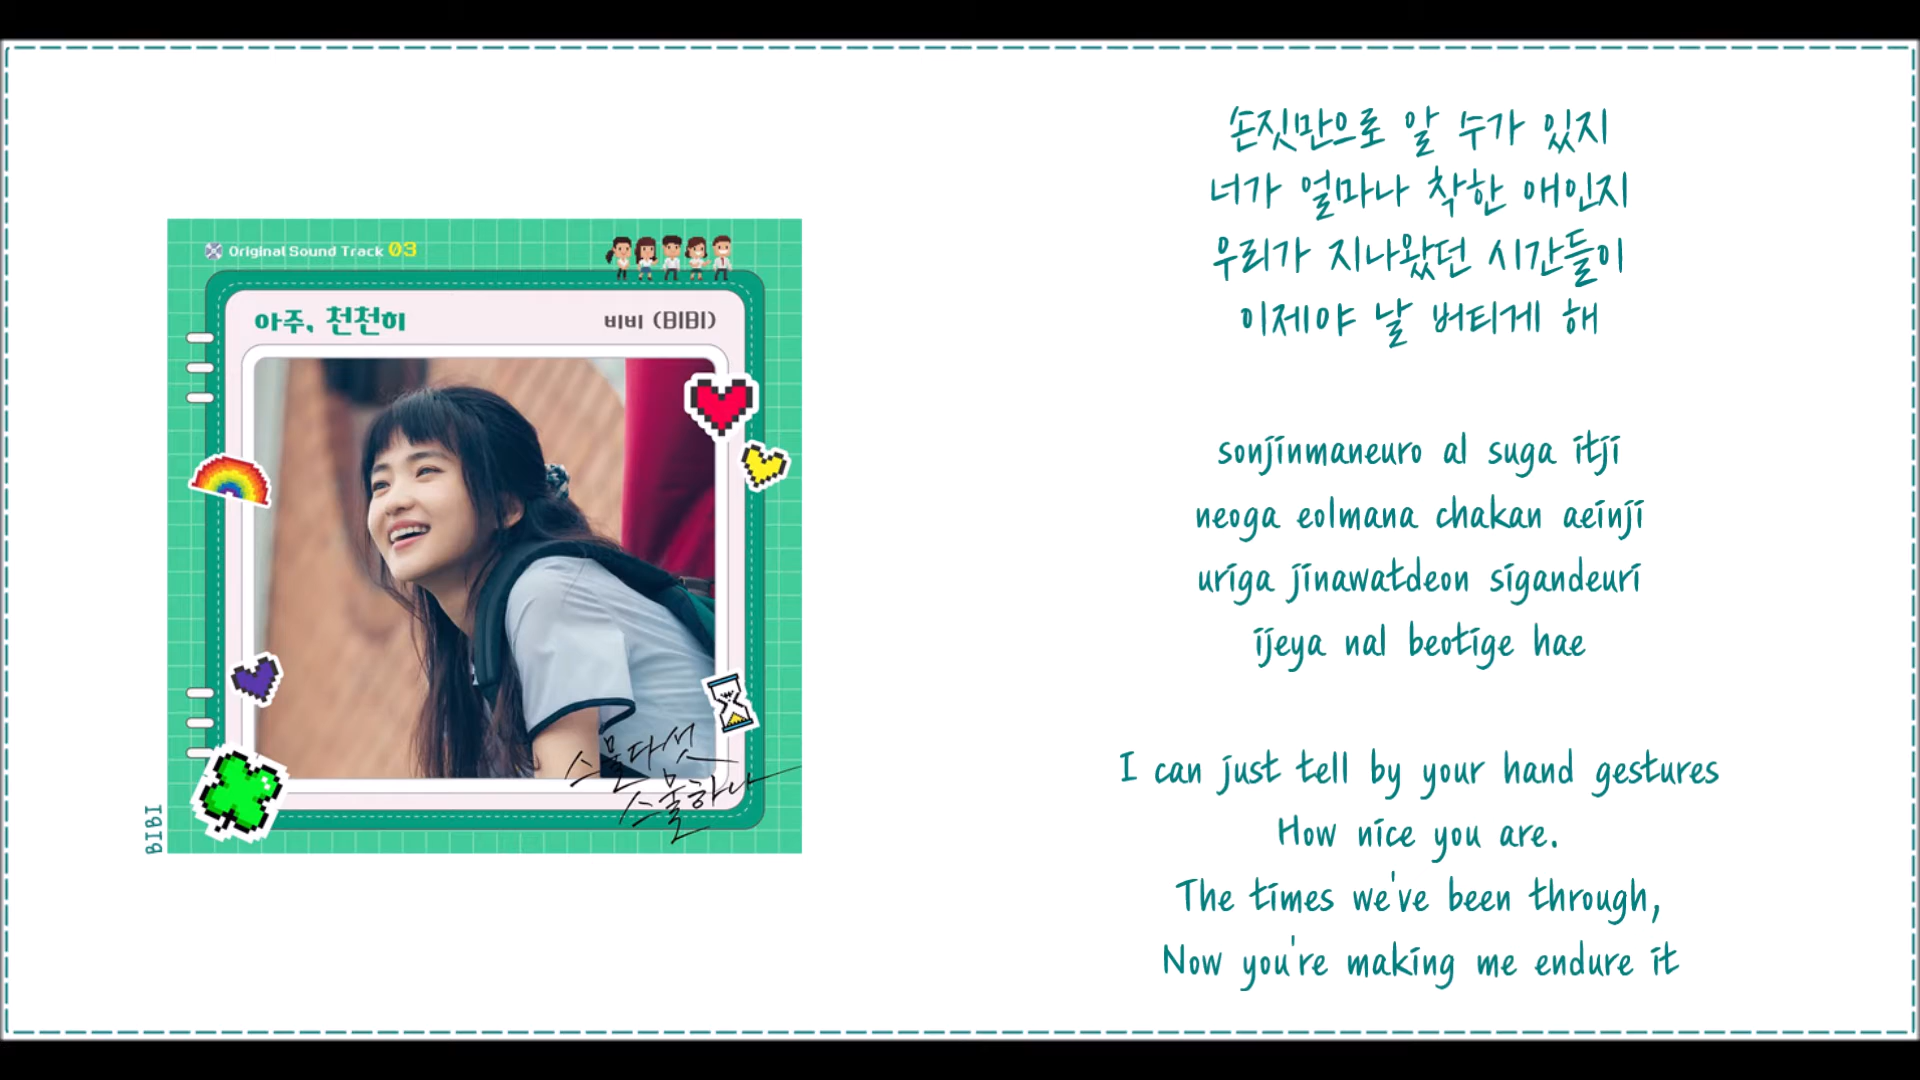 Original Sound Track 03
아주, 천천히
비비 (BIBI)
스물다섯
스물하나
BIBI
손짓만으로 알 수가 있지
너가 얼마나 착한 애인지
우리가 지나왔던 시간들이
이제야 날 버티게 해
sonjinmaneuro al suga itji
neoga eolmana chakan aeinji
uriga jinawatdeon sigandeuri
ijeya nal beotige hae
I can just tell by your hand gestures
How nice you are.
The times we've been through,
Now you're making me endure it